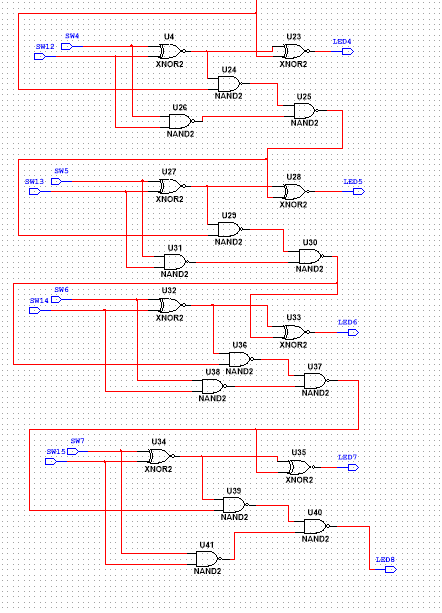 U4
U23
SW4
SW12
XNOR2
XNOR2
LED4
U24
NAND2
U25
NAND2
U26
NAND2
SW5
SW13
U27
XNOR2
U28
XNOR2
LED5
U29
NAND2
U30
NAND2
U31
NAND2
SW6
SW14
U32
XNOR2
U33
XNOR2
LED6
U36
NAND2
U37
NAND2
U38
NAND2
SW7
SW15
U34
XNOR2
U35
XNOR2
LED7
U39
NAND2
U40
NAND2
U41
NAND2
LED8